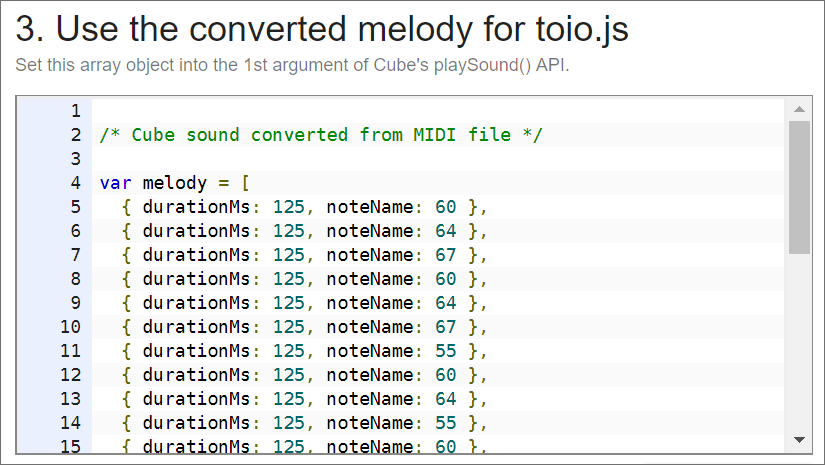 3. Use the converted melody for toio.js
Set this array object into the 1st argument of Cube's playSound() API.
1
2 /* Cube sound converted from MIDI file */
3
4 var melody = [
5 { durationMs: 125, noteName: 60 },
6 { durationMs: 125, noteName: 64 },
7 { durationMs: 125, noteName: 67 },
8 { durationMs: 125, noteName: 60 },
9 { durationMs: 125, noteName: 64 },
10 { durationMs: 125, noteName: 67 },
11 { durationMs: 125, noteName: 55 },
12 { durationMs: 125, noteName: 60 },
13 { durationMs: 125, noteName: 64 },
14 { durationMs: 125, noteName: 55 },
15 { durationMs: 125, noteName: 60 },